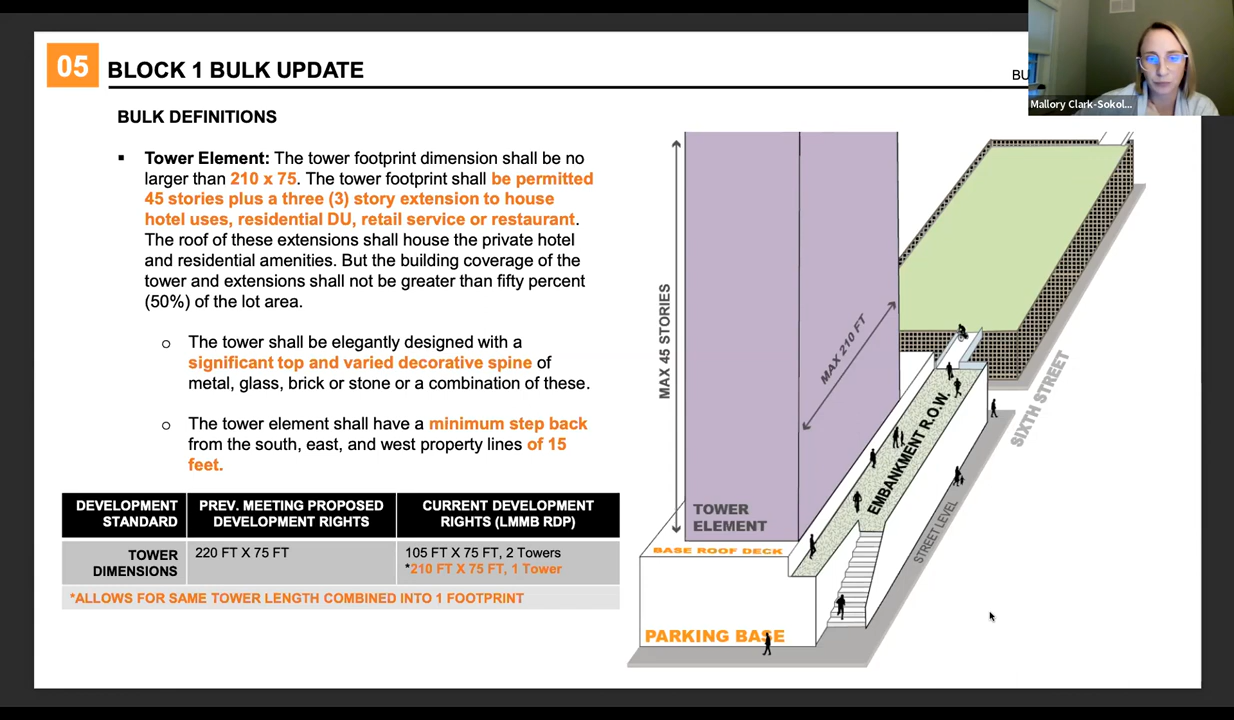 05
BLOCK 1 BULK UPDATE
BU
Mallory Clark-Sokol...
BULK DEFINITIONS
▪ Tower Element: The tower footprint dimension shall be no
larger than 210 x 75. The tower footprint shall be permitted
45 stories plus a three (3) story extension to house
hotel uses, residential DU, retail service or restaurant.
The roof of these extensions shall house the private hotel
and residential amenities. But the building coverage of the
tower and extensions shall not be greater than fifty percent
(50%) of the lot area.
o The tower shall be elegantly designed with a
significant top and varied decorative spine of
metal, glass, brick or stone or a combination of these.
o The tower element shall have a minimum step back
from the south, east, and west property lines of 15
feet.
DEVELOPMENT
STANDARD
PREV. MEETING PROPOSED
DEVELOPMENT RIGHTS
CURRENT DEVELOPMENT
RIGHTS (LMMB RDP)
TOWER
DIMENSIONS
220 FT X 75 FT
105 FT X 75 FT, 2 Towers
*210 FT X 75 FT, 1 Tower
*ALLOWS FOR SAME TOWER LENGTH COMBINED INTO 1 FOOTPRINT
MAX 45 STORIES
MAX 210 FT
TOWER
ELEMENT
BASE ROOF DECK
PARKING BASE
EMBANKMENT R.O.W.
STREET LEVEL
SIXTH STREET